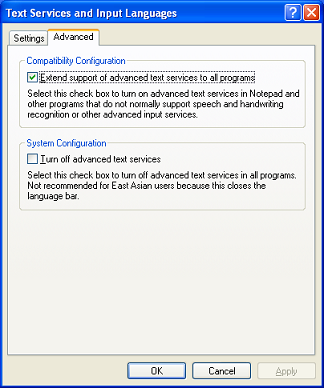 Text Services and Input Languages
Settings
Advanced
Compatibility Configuration
Extend support of advanced text services to all programs
Select this check box to turn on advanced text services in Notepad and
other programs that do not normally support speech and handwriting
recognition or other advanced input services.
System Configuration
Turn off advanced text services
Select this check box to turn off advanced text services in all programs.
Not recommended for East Asian users because this closes the
language bar.
OK
Cancel
Apply